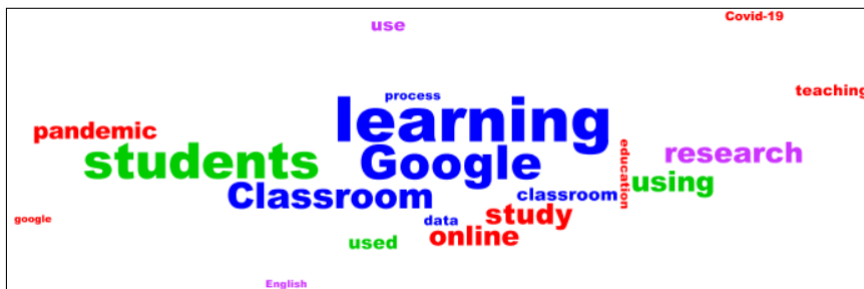 Covid-19
use
teaching
process
learning
pandemic
education
students
Google
research
using
Classroom
classroom
study
data
google
online
used
English